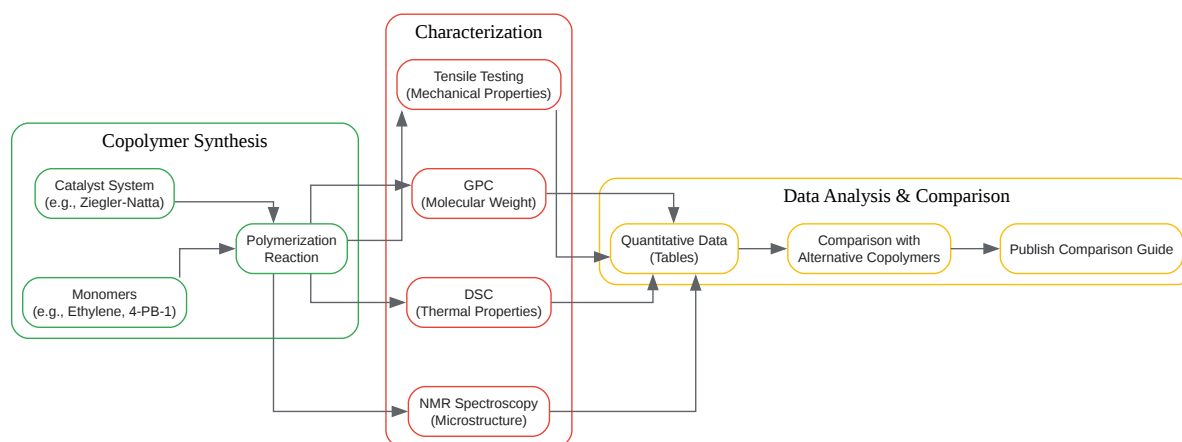 Copolymer Synthesis
Catalyst System
(e.g., Ziegler-Natta)
Monomers
(e.g., Ethylene, 4-PB-1)
Polymerization
Reaction
Characterization
Tensile Testing
(Mechanical Properties)
GPC
(Molecular Weight)
DSC
(Thermal Properties)
NMR Spectroscopy
(Microstructure)
Data Analysis & Comparison
Quantitative Data
(Tables)
Comparison with
Alternative Copolymers
Publish Comparison Guide